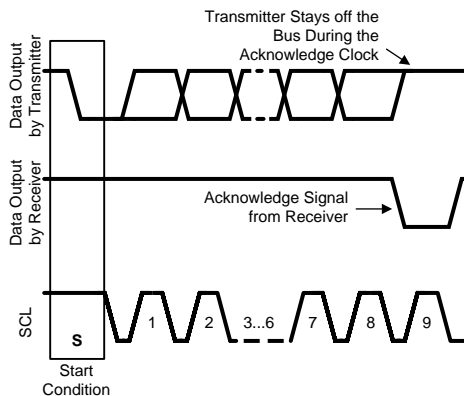 Transmitter Stays off the
Bus During the
Acknowledge Clock
Data Output
by Transmitter
Data Output
by Receiver
Acknowledge Signal
from Receiver
SCL
S
1
2
3...6
7
8
9
Start
Condition